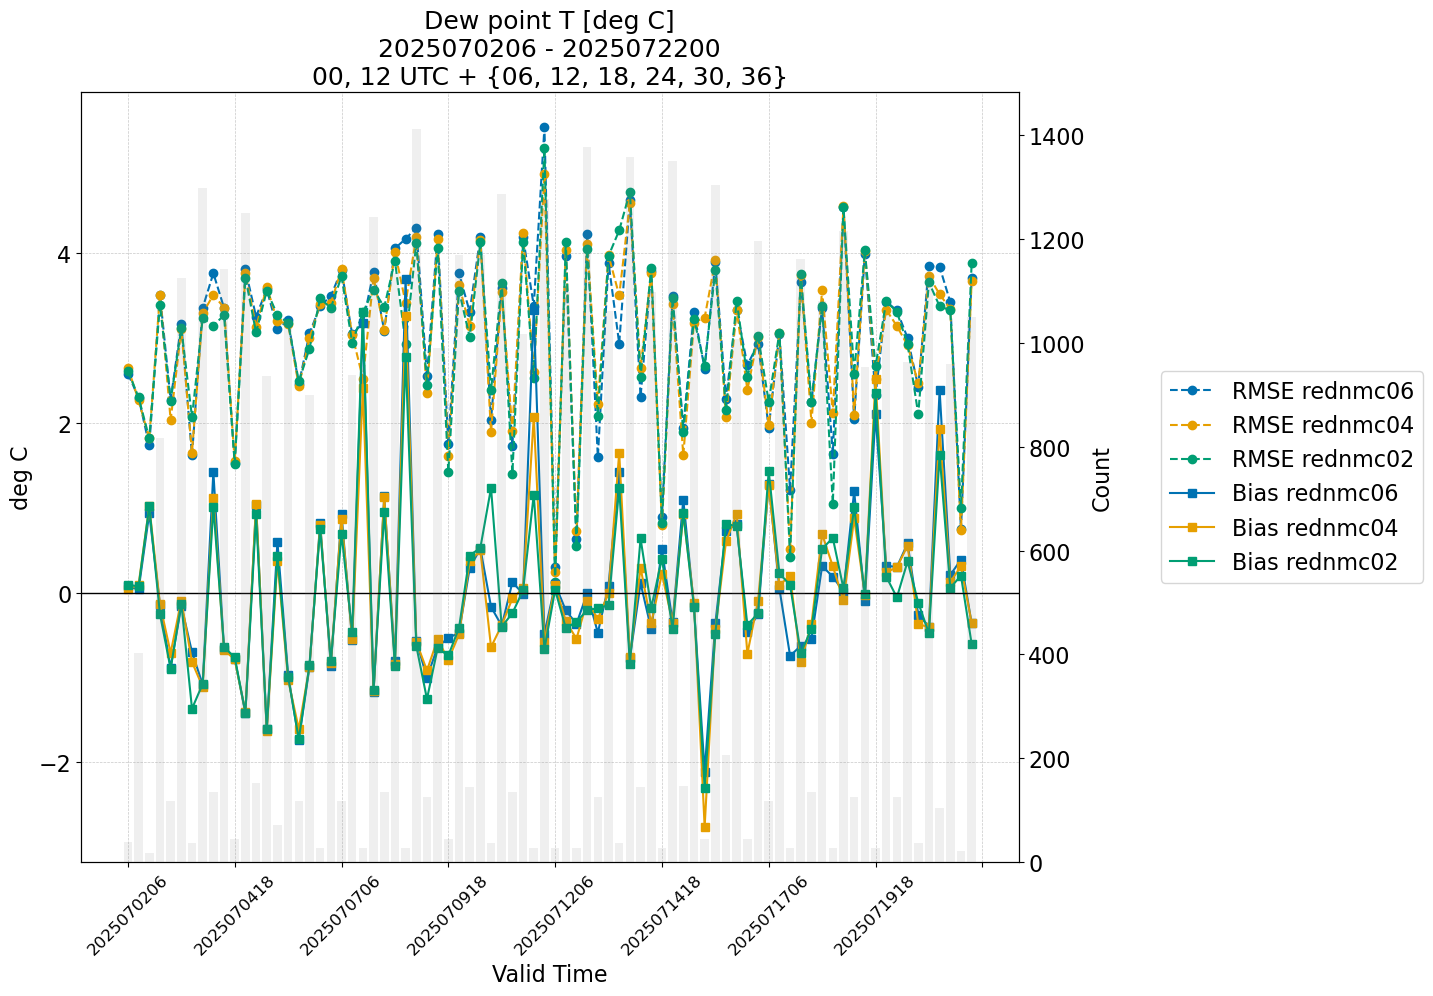 Dew point T [deg C]
2025070206 - 2025072200
00, 12 UTC + {06, 12, 18, 24, 30, 36}
deg C
4
2
0
−2
1400
1200
1000
800
600
400
200
0
Count
2025070206
2025070418
2025070706
2025070918
2025071206
2025071418
2025071706
2025071918
Valid Time
RMSE rednmc06
RMSE rednmc04
RMSE rednmc02
Bias rednmc06
Bias rednmc04
Bias rednmc02